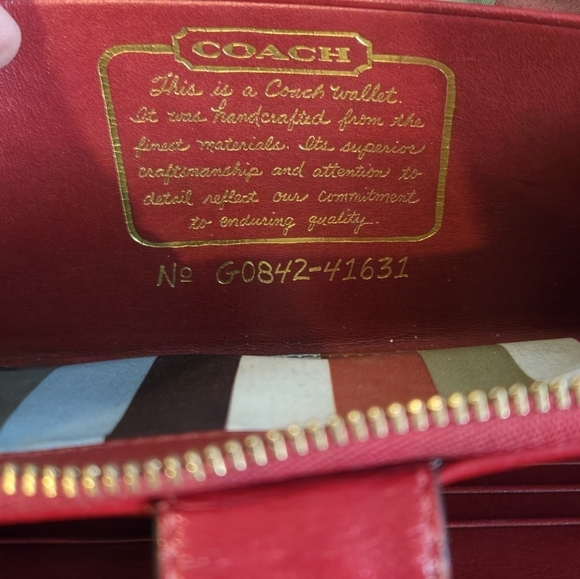 COACH
This is a Coach wallet.
It was handcrafted from the
finest materials. Its superior
craftsmanship and attention to
detail reflect our commitment
to enduring quality.
№ G0842-41631